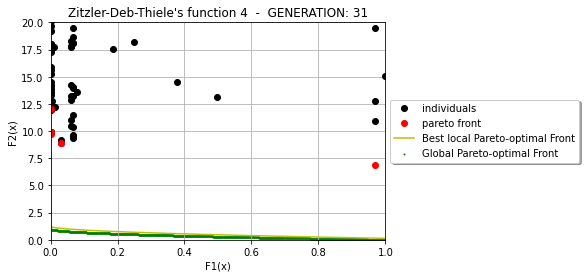 Zitzler-Deb-Thiele's function 4  -  GENERATION: 31
20.0
17.5
15.0
12.5
10.0
7.5
5.0
2.5
0.0
F2(x)
0.0 0.2 0.4 0.6 0.8 1.0
F1(x)
individuals
pareto front
Best local Pareto-optimal Front
Global Pareto-optimal Front